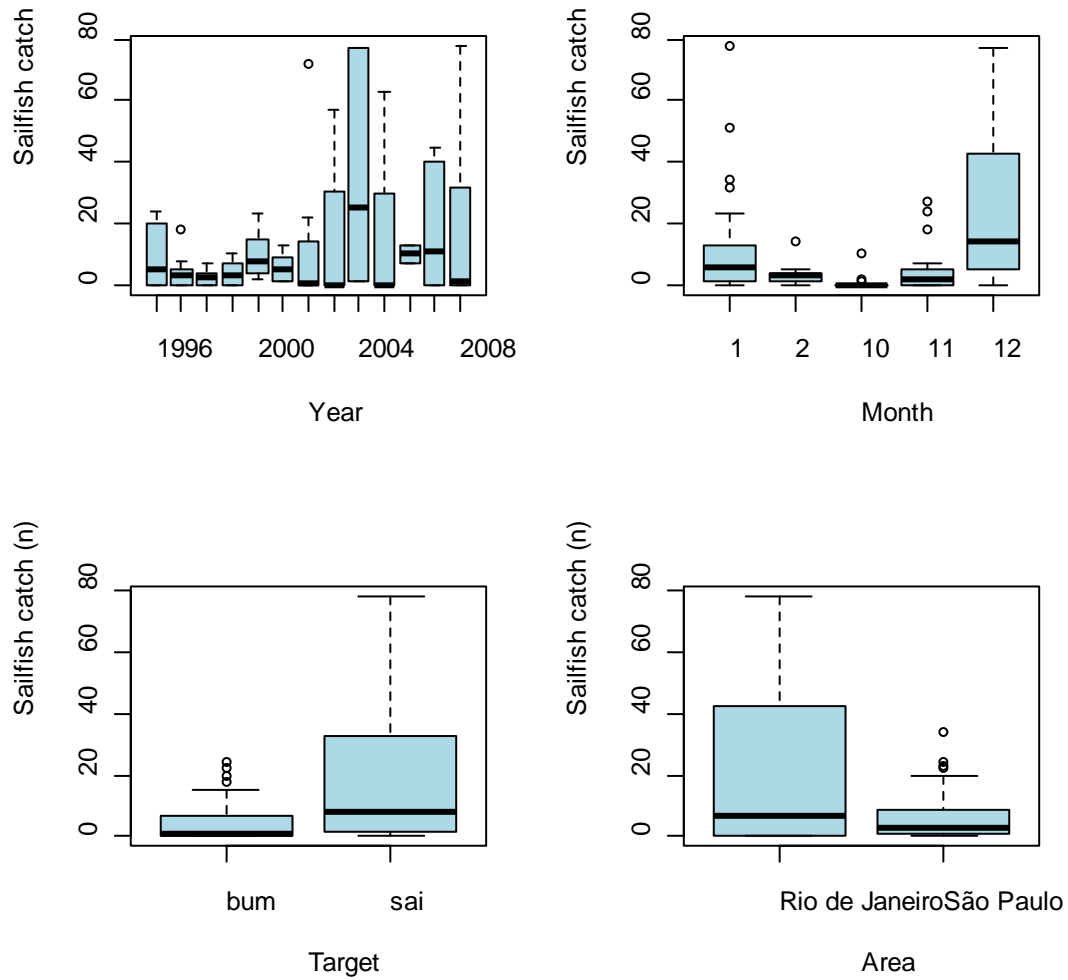 Sailfish catch
0 20 40 60 80
1996 2000 2004 2008
Year
Sailfish catch
0 20 40 60 80
1 2 10 11 12
Month
Sailfish catch (n)
0 20 40 60 80
bum sai
Target
Sailfish catch (n)
0 20 40 60 80
Rio de JaneiroSão Paulo
Area